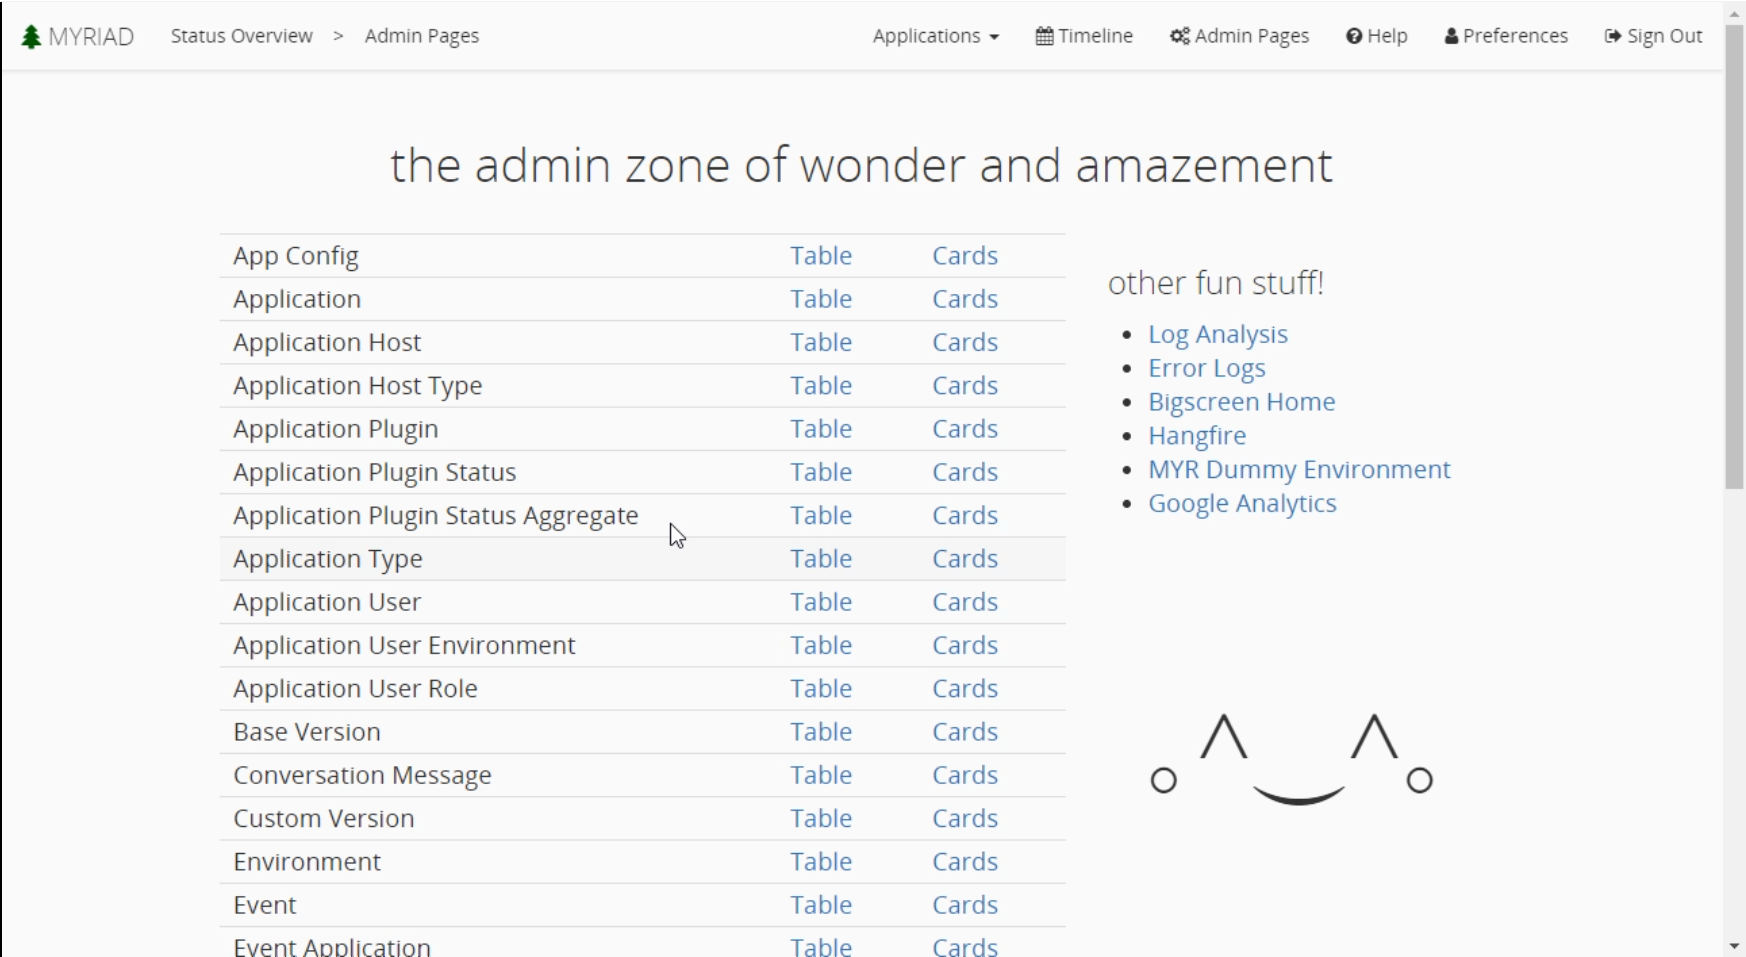 MYRIAD Status Overview > Admin Pages Applications Timeline Admin Pages Help Preferences Sign Out
the admin zone of wonder and amazement
App Config Table Cards
Application Table Cards
Application Host Table Cards
Application Host Type Table Cards
Application Plugin Table Cards
Application Plugin Status Table Cards
Application Plugin Status Aggregate Table Cards
Application Type Table Cards
Application User Table Cards
Application User Environment Table Cards
Application User Role Table Cards
Base Version Table Cards
Conversation Message Table Cards
Custom Version Table Cards
Environment Table Cards
Event Table Cards
Event Application Table Cards
other fun stuff!
Log Analysis
Error Logs
Bigscreen Home
Hangfire
MYR Dummy Environment
Google Analytics